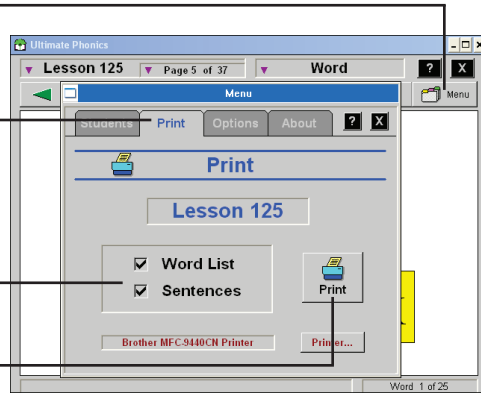 Ultimate Phonics
Lesson 125 Page 5 of 37 Word ? X
Menu
Menu
Students Print Options About ? X
Print
Lesson 125
Word List
Sentences
Print
Brother MFC-9440CN Printer Printer...
Word 1 of 25